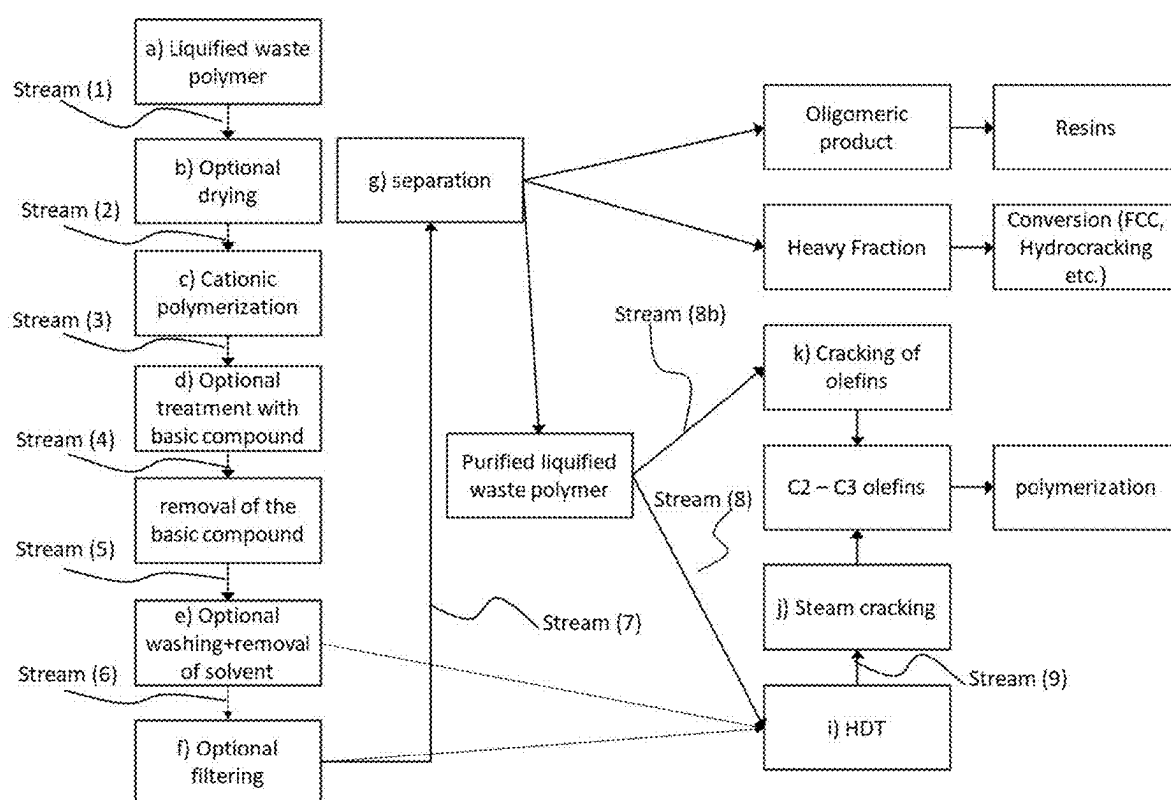 a) Liquified waste
polymer
Stream (1)
b) Optional
drying
Stream (2)
c) Cationic
polymerization
Stream (3)
d) Optional
treatment with
basic compound
Stream (4)
removal of the
basic compound
Stream (5)
e) Optional
washing+removal
of solvent
Stream (6)
f) Optional
filtering
g) separation
Stream (7)
Purified liquified
waste polymer
Oligomeric
product
Resins
Heavy Fraction
Conversion (FCC,
Hydrocracking
etc.)
Stream (8b)
k) Cracking of
olefins
Stream (8)
C2 – C3 olefins
polymerization
j) Steam cracking
Stream (9)
i) HDT